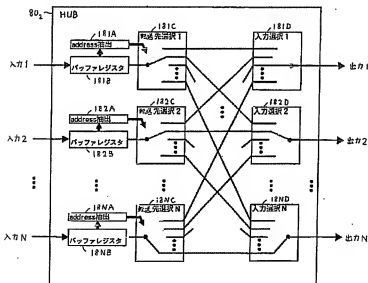 80₂
HUB
181A
address抽出
181C
転送先選択1
181D
入力選択1
入力1
バッファレジスタ
181B
出力1
182A
address抽出
182C
転送先選択2
182D
入力選択2
入力2
バッファレジスタ
182B
出力2
18NA
address抽出
18NC
転送先選択N
18ND
入力選択N
入力N
バッファレジスタ
18NB
出力N